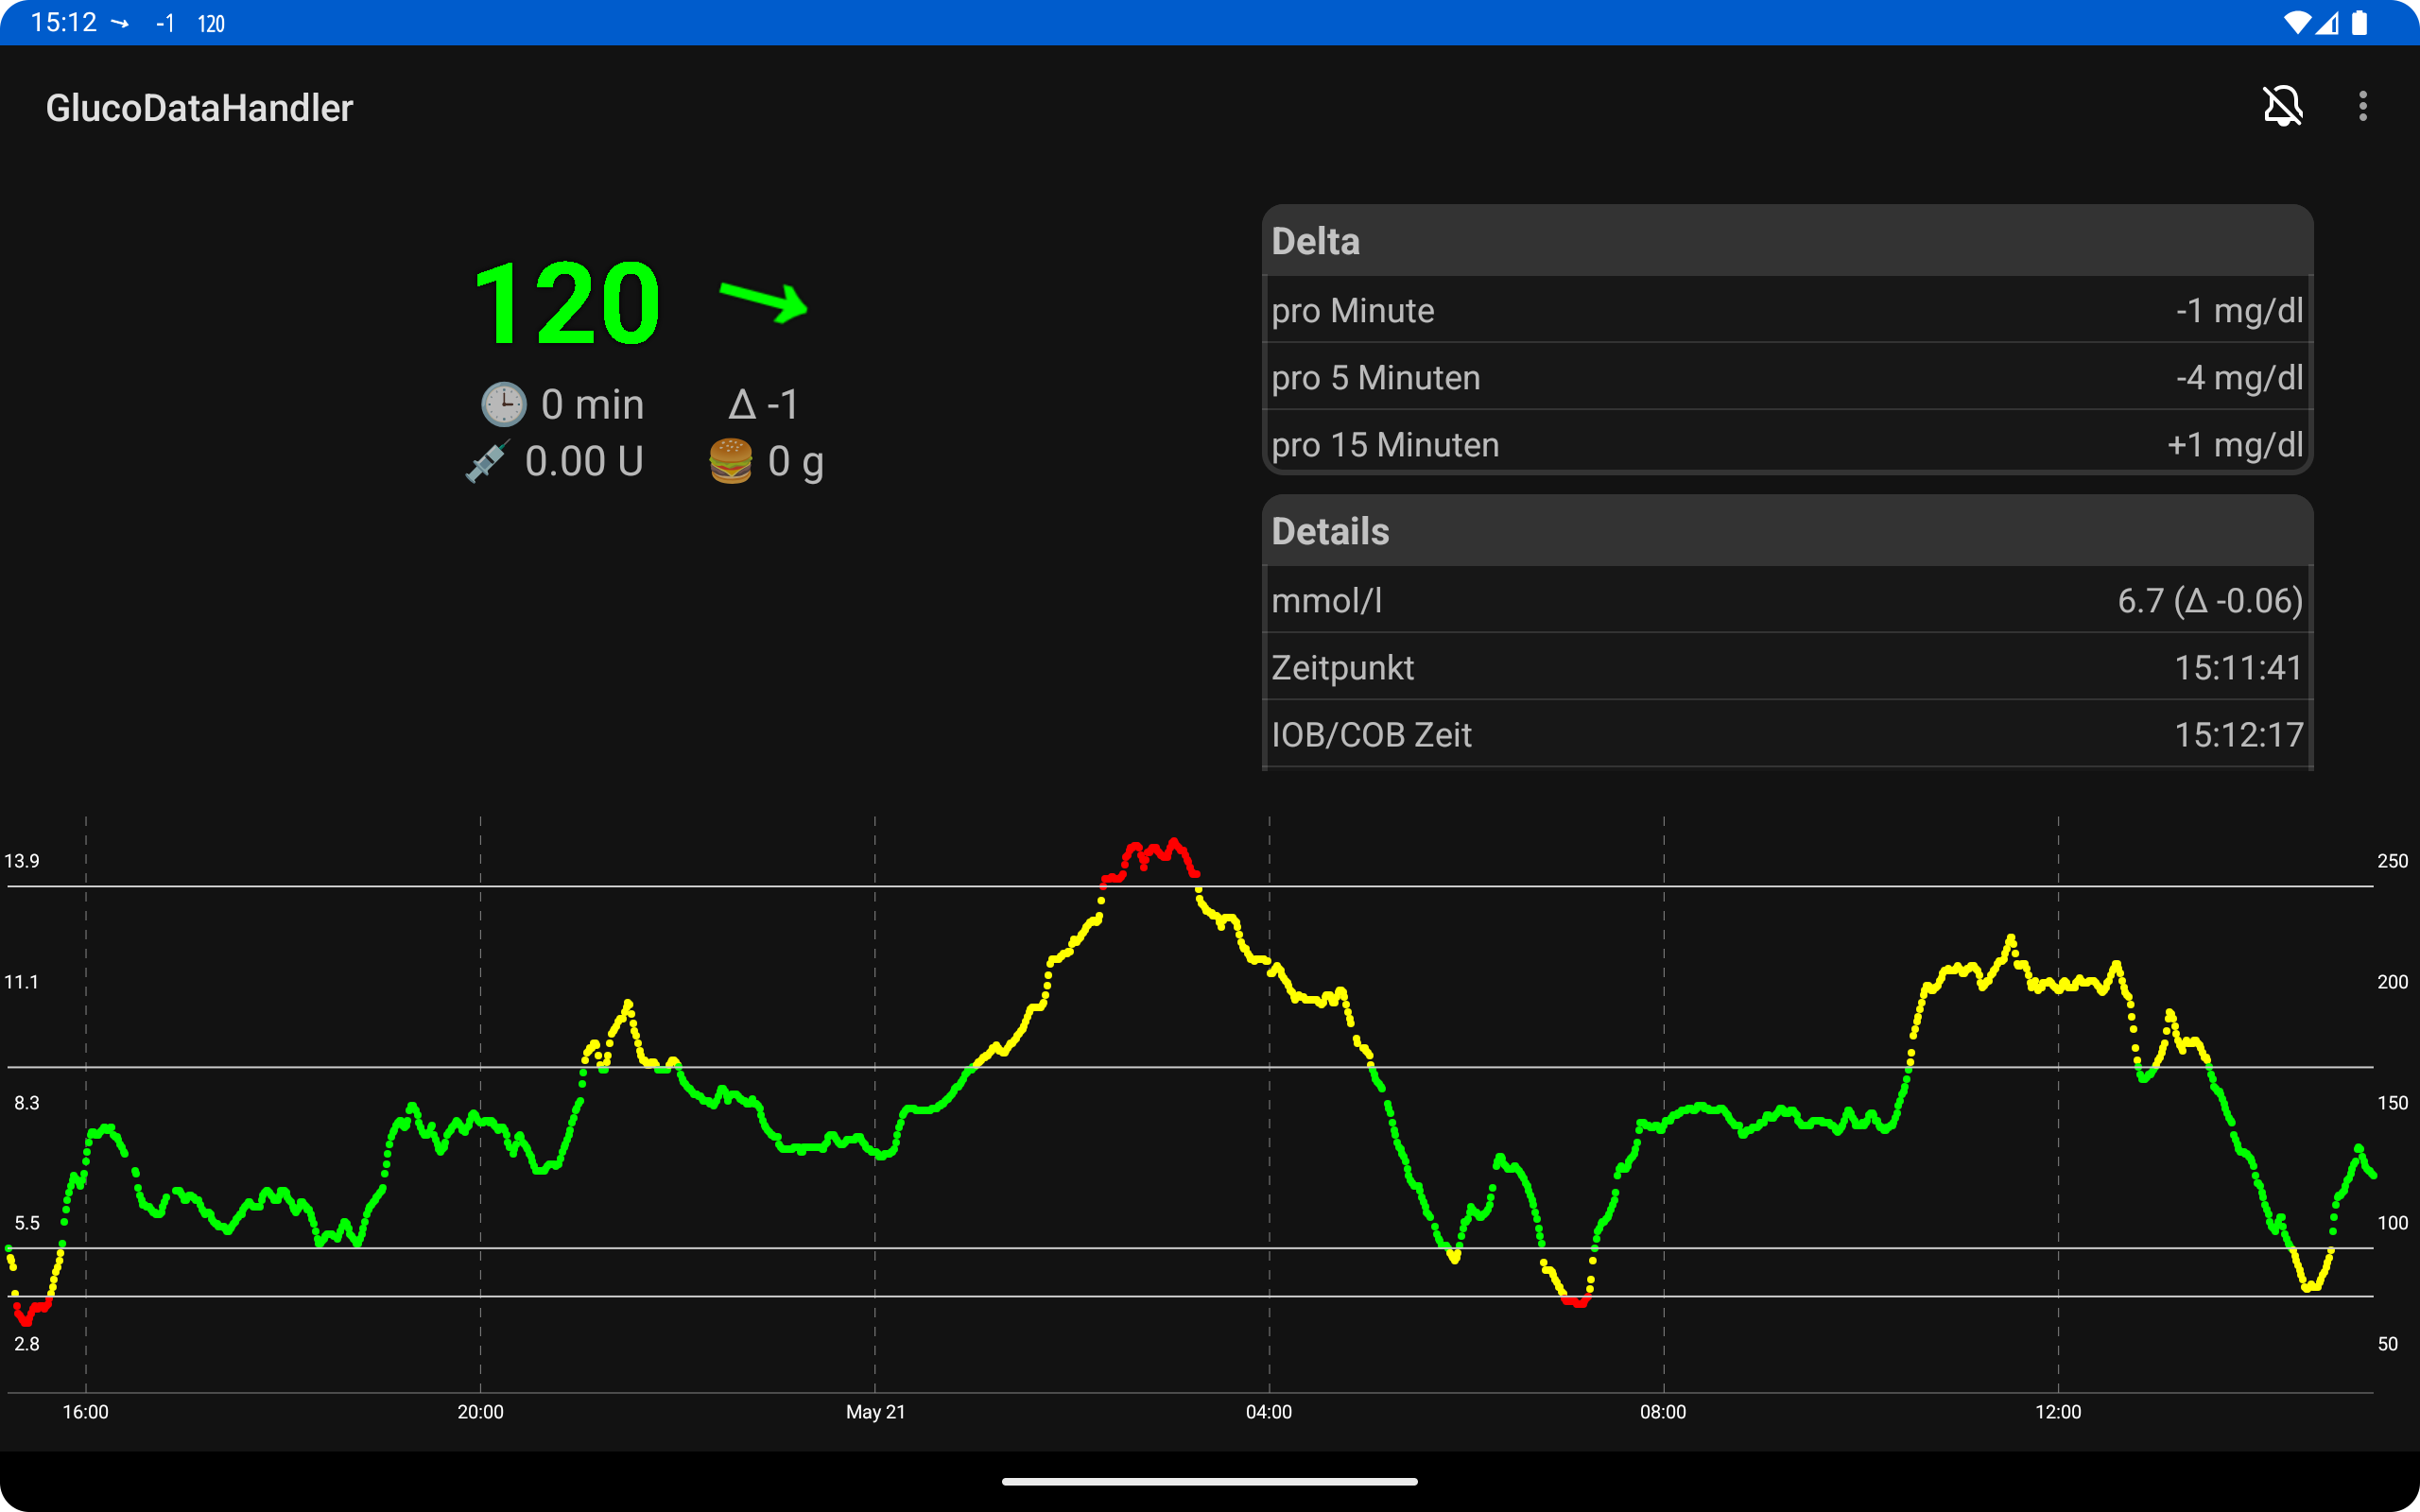 15:12 → -1 120
GlucoDataHandler
120 →
🕒 0 min Δ -1
💉 0.00 U 🍔 0 g
Delta
pro Minute -1 mg/dl
pro 5 Minuten -4 mg/dl
pro 15 Minuten +1 mg/dl
Details
mmol/l 6.7 (Δ -0.06)
Zeitpunkt 15:11:41
IOB/COB Zeit 15:12:17
13.9 250
11.1 200
8.3 150
5.5 100
2.8 50
16:00 20:00 May 21 04:00 08:00 12:00